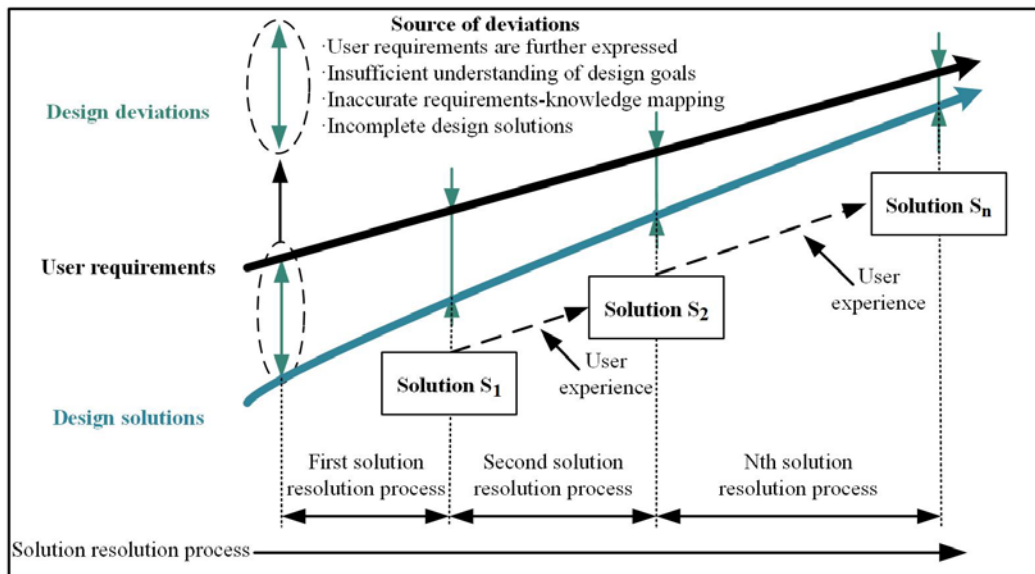 Source of deviations
·User requirements are further expressed
·Insufficient understanding of design goals
·Inaccurate requirements-knowledge mapping
·Incomplete design solutions
Design deviations
User requirements
Design solutions
Solution S1
Solution S2
Solution Sn
User
experience
User
experience
First solution
resolution process
Second solution
resolution process
Nth solution
resolution process
Solution resolution process